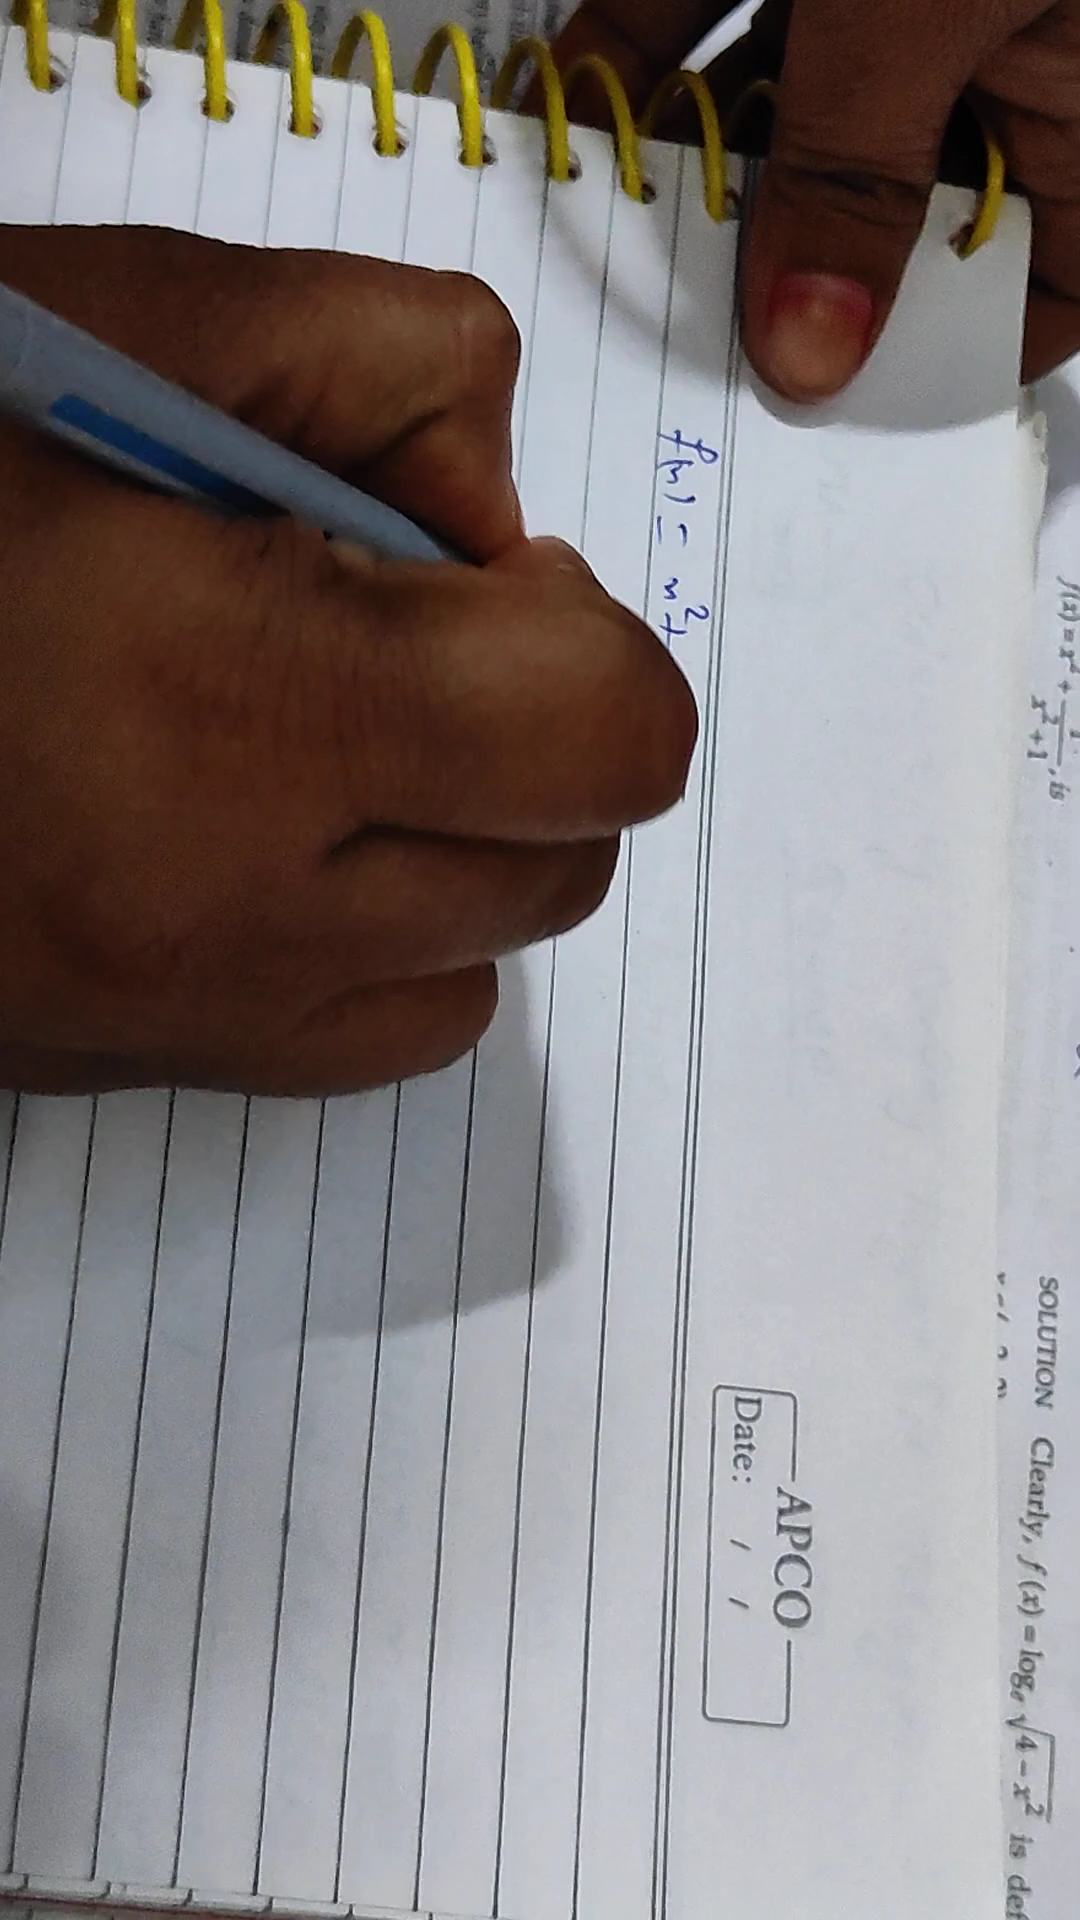 f(x) = x² + 1/(x²+1), is
SOLUTION Clearly, f(x) = logₑ √(4 − x²) is def
APCO
Date: / /
f(x) = x² +